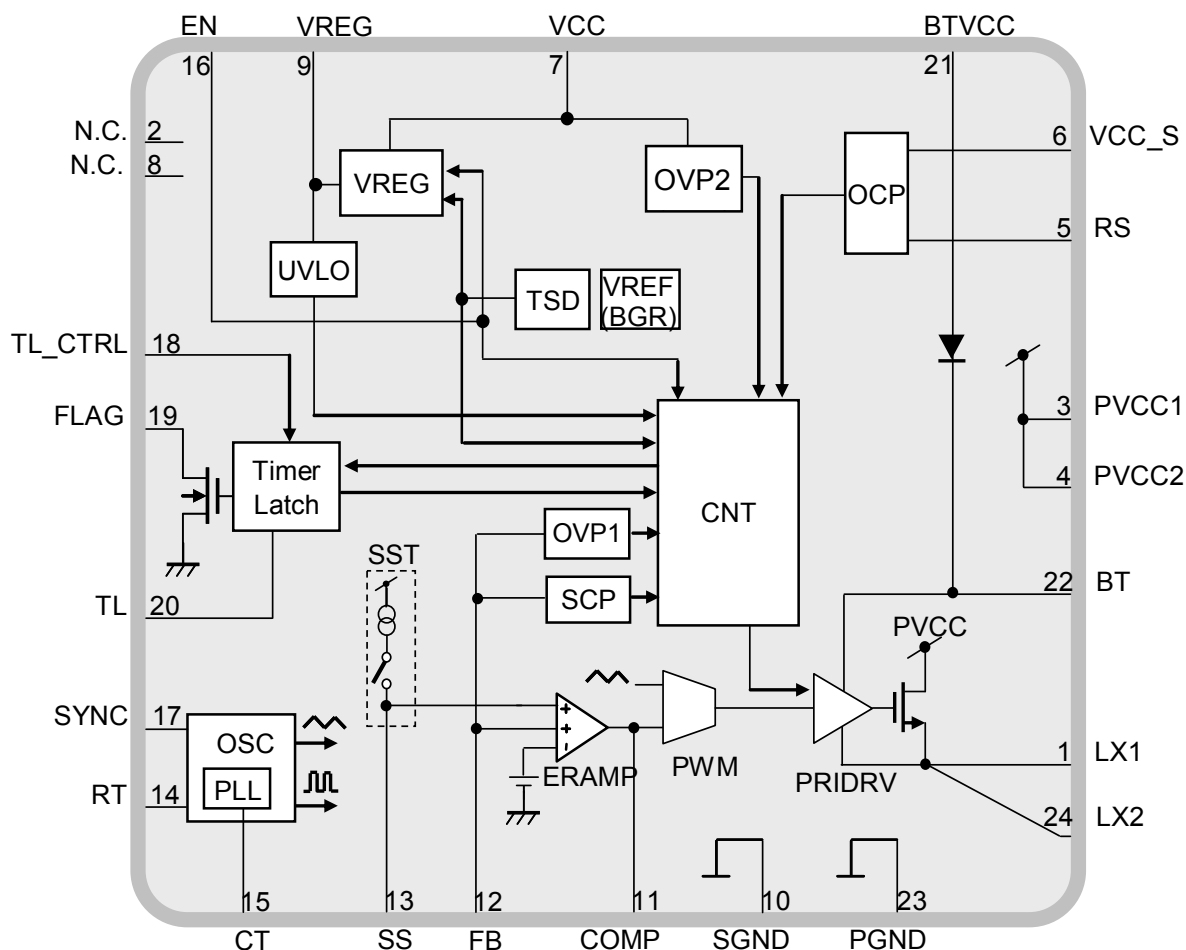 EN VREG VCC BTVCC
16 9 7 21
N.C. 2
N.C. 8
6 VCC_S
5 RS
VREG
OVP2
OCP
UVLO
TSD
VREF
(BGR)
TL_CTRL 18
FLAG 19
3 PVCC1
4 PVCC2
Timer
Latch
CNT
OVP1
SST
SCP
TL 20
22 BT
PVCC
SYNC 17
OSC
PLL
RT 14
+
+
-
ERAMP
PWM
PRIDRV
1 LX1
24 LX2
15 13 12 11 10 23
CT SS FB COMP SGND PGND